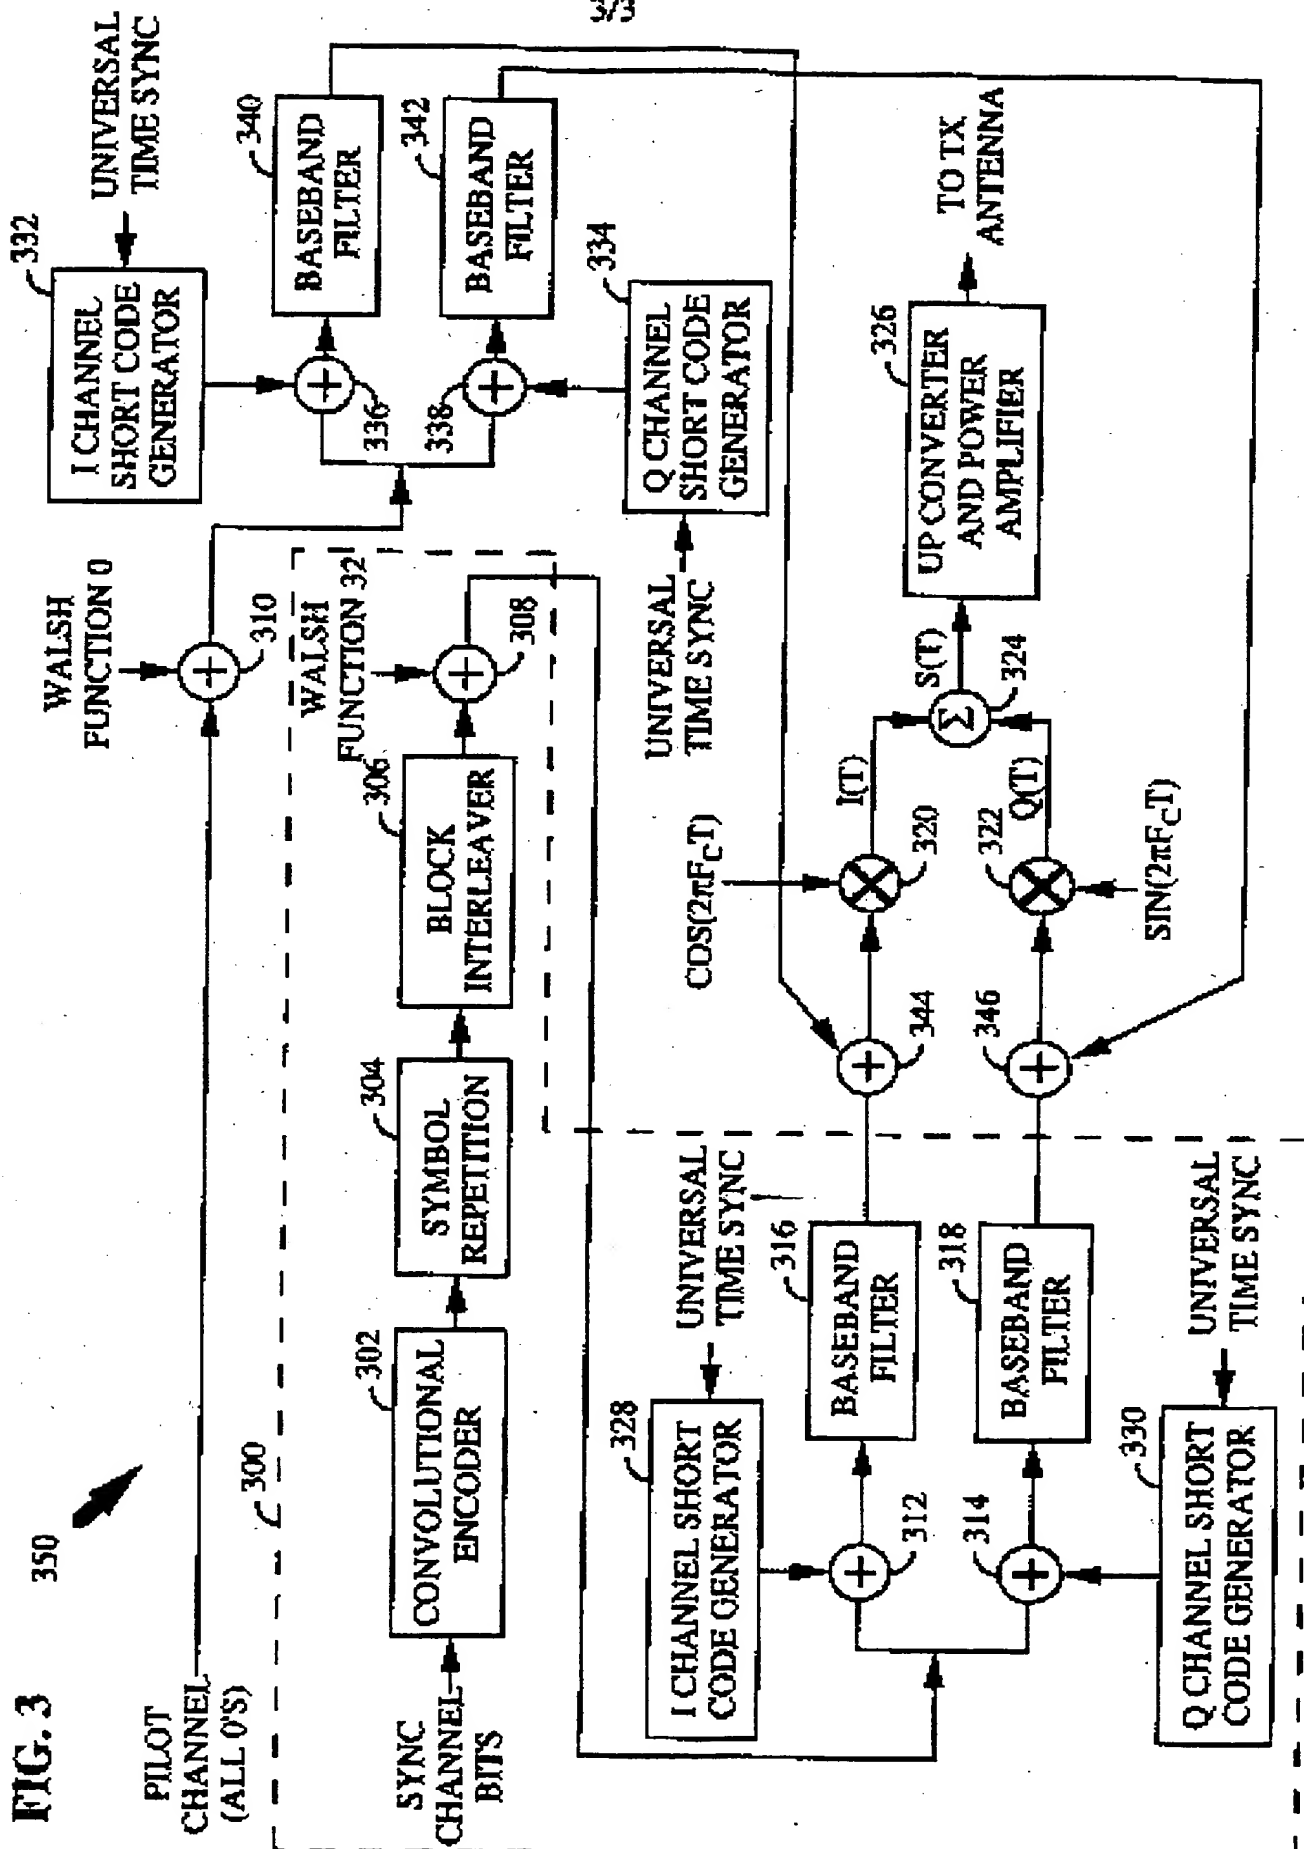 3/3
FIG. 3
350
PILOT
CHANNEL
(ALL 0'S)
WALSH
FUNCTION 0
310
332
I CHANNEL
SHORT CODE
GENERATOR
UNIVERSAL
TIME SYNC
336
340
BASEBAND
FILTER
338
342
BASEBAND
FILTER
334
Q CHANNEL
SHORT CODE
GENERATOR
UNIVERSAL
TIME SYNC
300
SYNC
CHANNEL
BITS
302
CONVOLUTIONAL
ENCODER
304
SYMBOL
REPETITION
306
BLOCK
INTERLEAVER
WALSH
FUNCTION 32
308
328
I CHANNEL SHORT
CODE GENERATOR
UNIVERSAL
TIME SYNC
312
316
BASEBAND
FILTER
314
318
BASEBAND
FILTER
330
Q CHANNEL SHORT
CODE GENERATOR
UNIVERSAL
TIME SYNC
344
346
COS(2πFCT)
320
I(T)
322
Q(T)
SIN(2πFCT)
Σ
324
S(T)
326
UP CONVERTER
AND POWER
AMPLIFIER
TO TX
ANTENNA